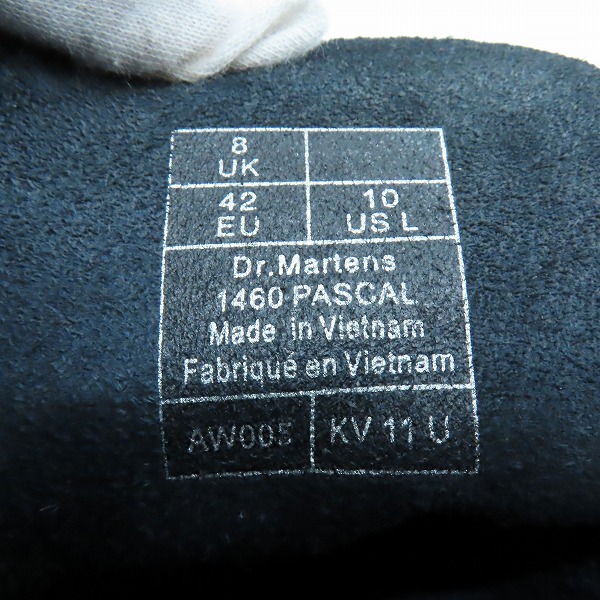 8
UK
42
EU
10
US L
Dr.Martens
1460 PASCAL
Made in Vietnam
Fabriqué en Vietnam
AW005
KV 11 U